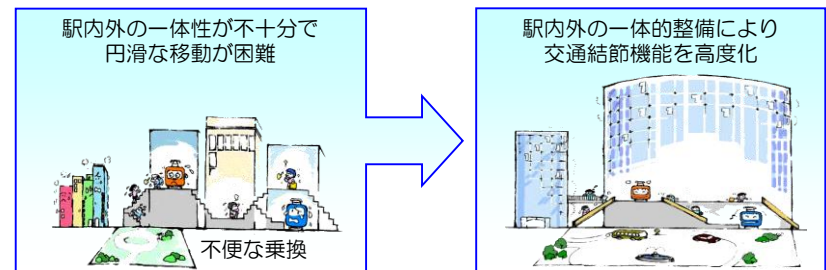 駅内外の一体性が不十分で
円滑な移動が困難
不便な乗換
駅内外の一体的整備により
交通結節機能を高度化